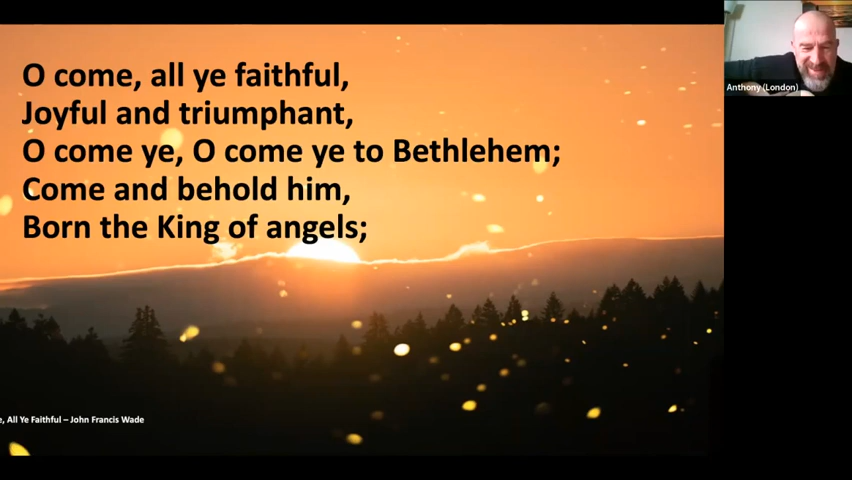 O come, all ye faithful,
Joyful and triumphant,
O come ye, O come ye to Bethlehem;
Come and behold him,
Born the King of angels;
Anthony (London)
, All Ye Faithful – John Francis Wade